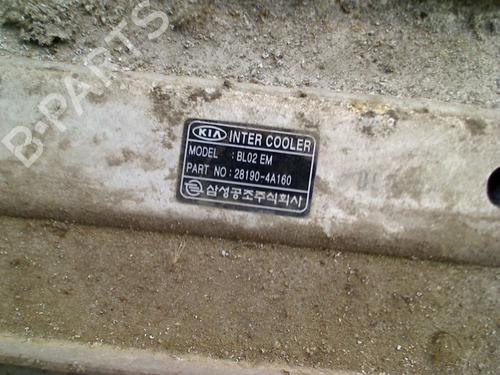 B-PARTS
KIA INTER COOLER
MODEL : BL02 EM
PART NO : 28190-4A160
삼성공조주식회사